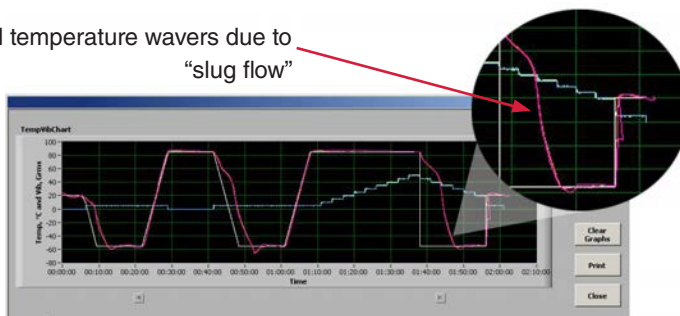 temperature wavers due to
“slug flow”
TempVibChart
Temp, °C and Vib, Grms
100
80
60
40
20
0
-20
-40
-60
-80
00:00:00 00:10:00 00:20:00 00:30:00 00:40:00 00:50:00 01:00:00 01:10:00 01:20:00 01:30:00 01:40:00 01:50:00 02:00:00 02:10:00
Time
Clear
Graphs
Print
Close